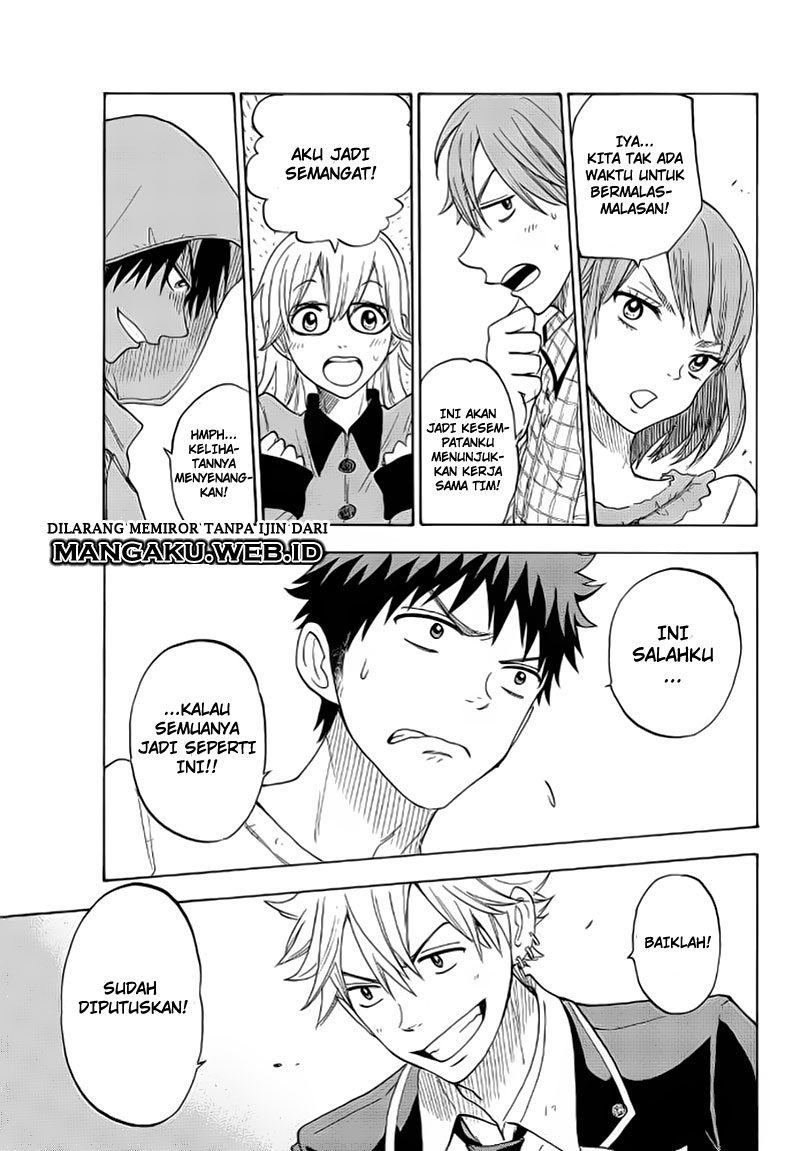 IYA...
KITA TAK ADA
WAKTU UNTUK
BERMALAS-
MALASAN!
INI AKAN
JADI KESEM-
PATANKU
MENUNJUK-
KAN KERJA
SAMA TIM!
AKU JADI
SEMANGAT!
HMPH...
KELIHA-
TANNYA
MENYENANG-
KAN!
DILARANG MEMIROR TANPA IJIN DARI
MANGAKU.WEB.ID
INI
SALAHKU
...
...KALAU
SEMUANYA
JADI SEPERTI
INI!!
BAIKLAH!
SUDAH
DIPUTUSKAN!